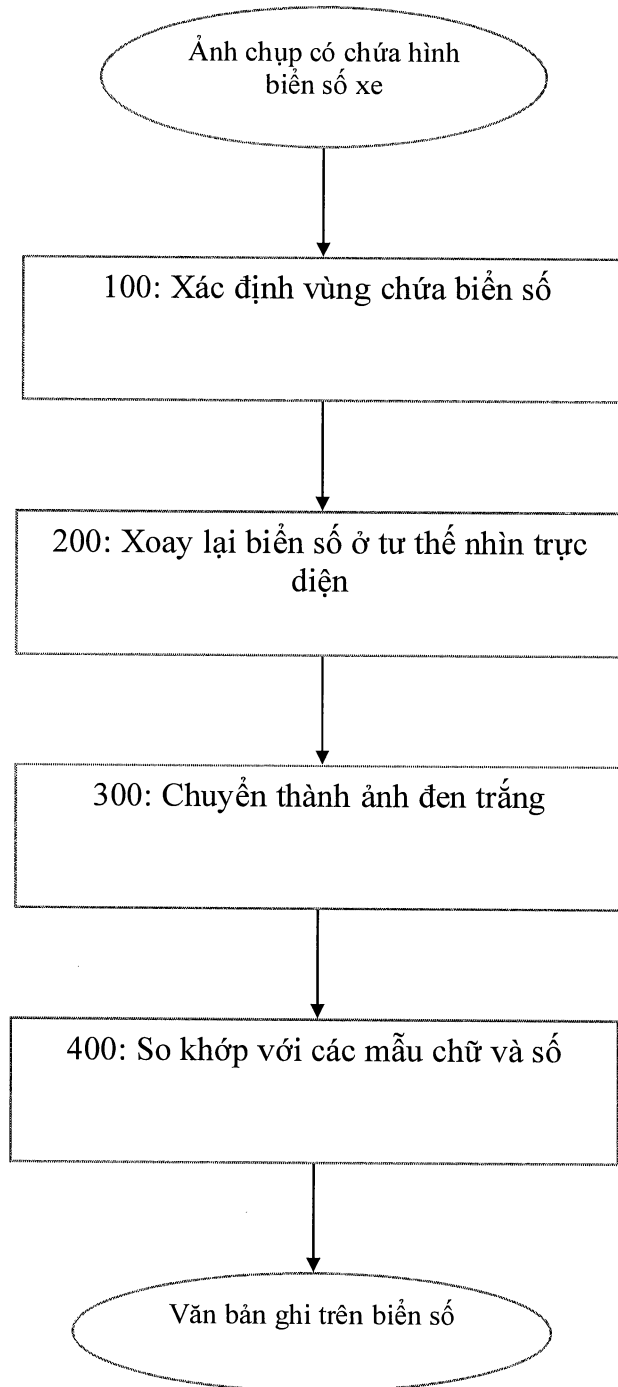 Ảnh chụp có chứa hình
biển số xe
100: Xác định vùng chứa biển số
200: Xoay lại biển số ở tư thế nhìn trực
diện
300: Chuyển thành ảnh đen trắng
400: So khớp với các mẫu chữ và số
Văn bản ghi trên biển số